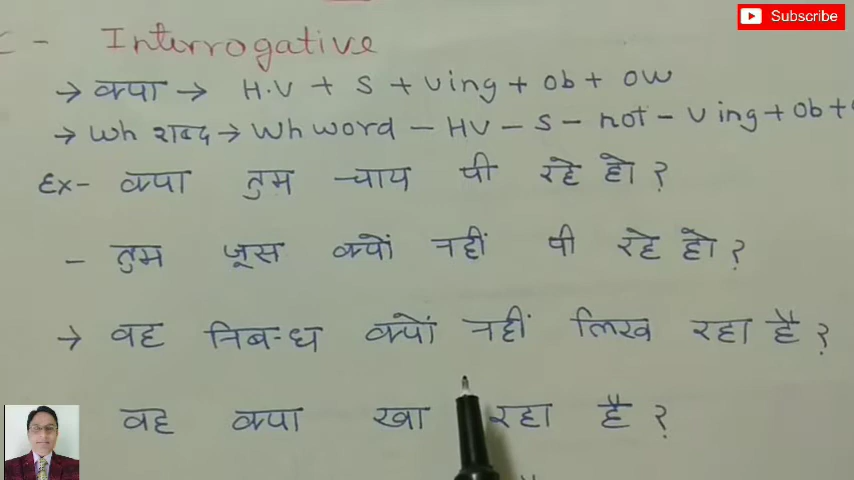 Subscribe
C - Interrogative
→ क्या → H.V + S + Ving + Ob + OW
→ Wh शब्द → Wh word - HV - S - not - Ving + Ob +
Ex- क्या तुम चाय पी रहे हो?
- तुम जूस क्यों नहीं पी रहे हो?
→ वह निबन्ध क्यों नहीं लिख रहा है?
वह क्या खा रहा है?